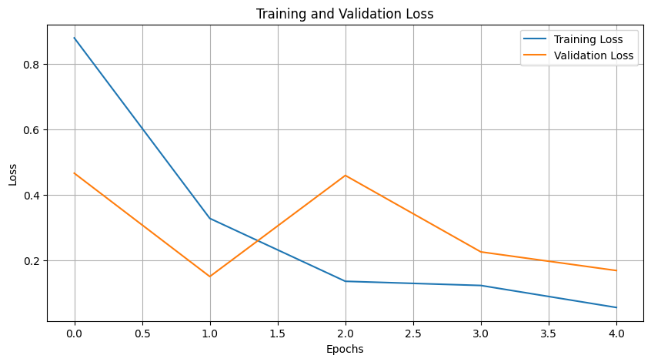 Training and Validation Loss
Training Loss
Validation Loss
0.8
0.6
0.4
0.2
Loss
0.0 0.5 1.0 1.5 2.0 2.5 3.0 3.5 4.0
Epochs